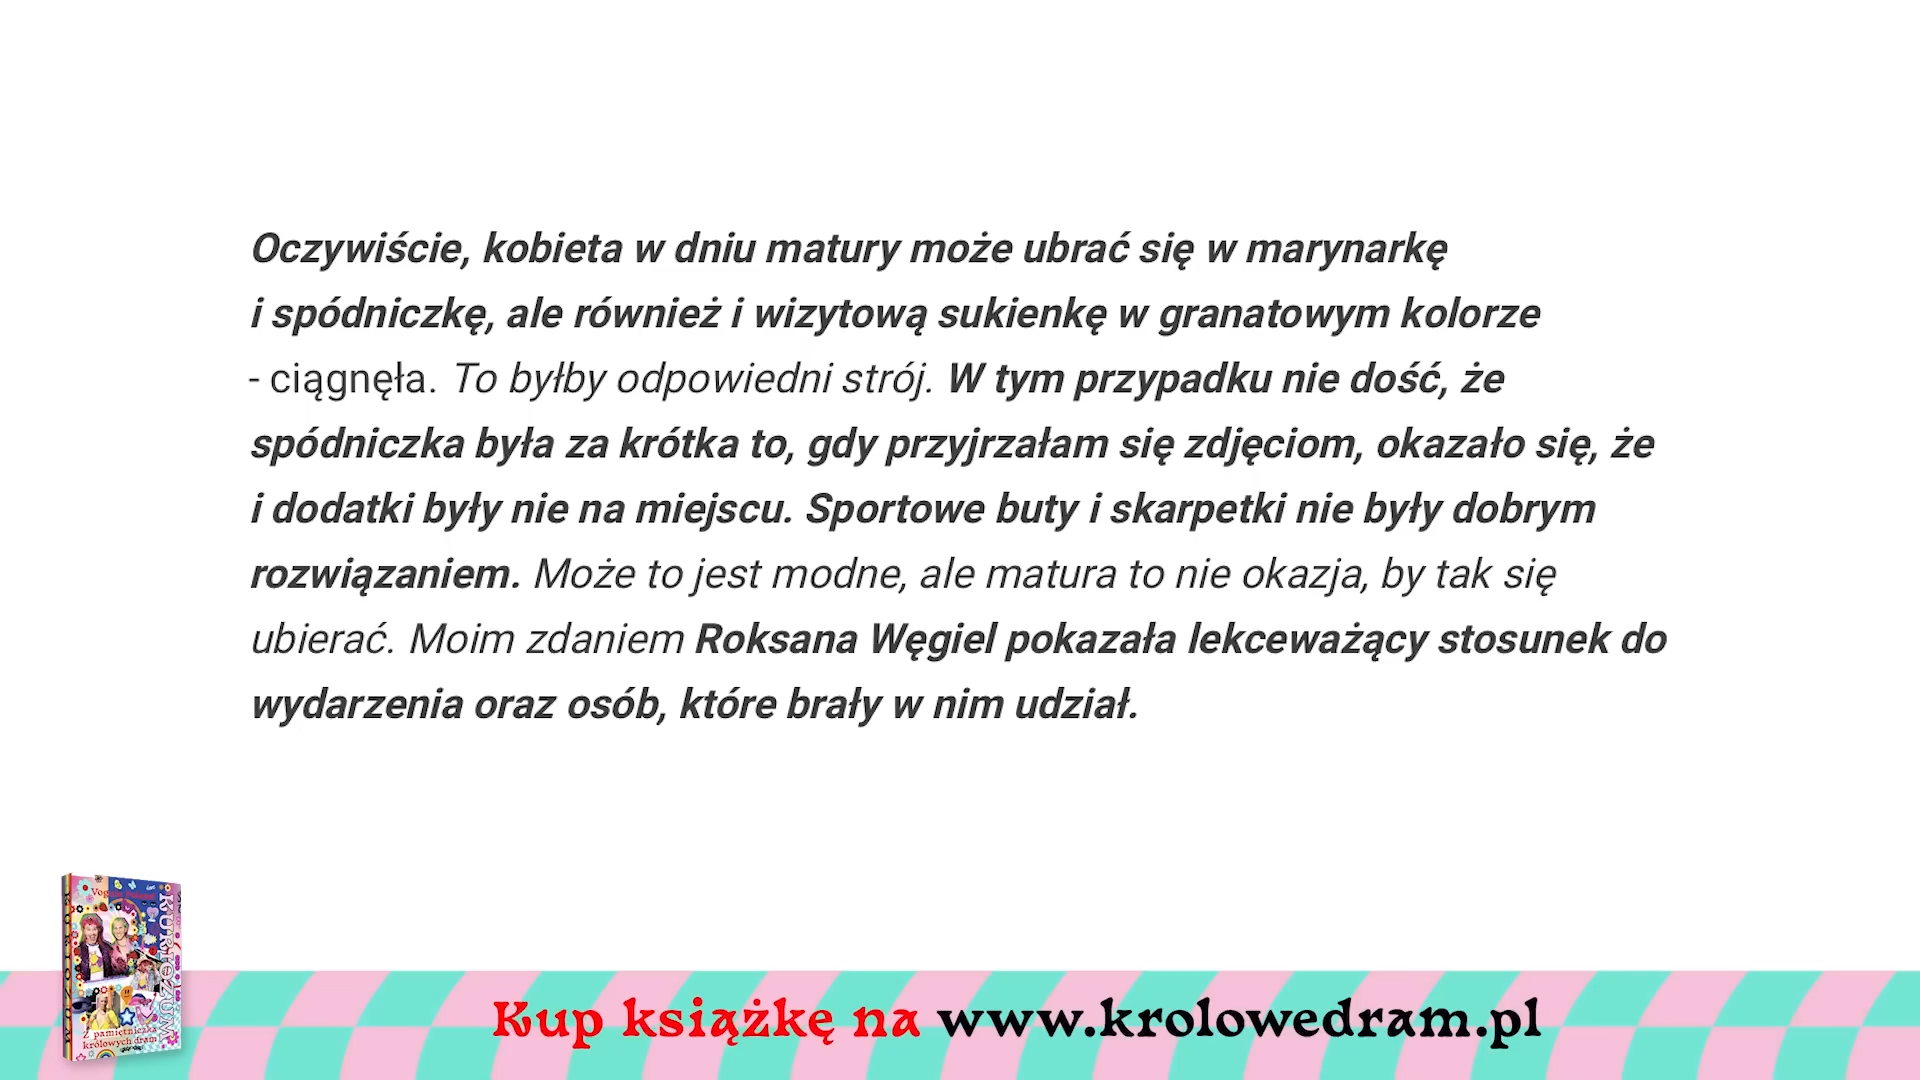 Oczywiście, kobieta w dniu matury może ubrać się w marynarkę
i spódniczkę, ale również i wizytową sukienkę w granatowym kolorze
- ciągnęła. To byłby odpowiedni strój. W tym przypadku nie dość, że
spódniczka była za krótka to, gdy przyjrzałam się zdjęciom, okazało się, że
i dodatki były nie na miejscu. Sportowe buty i skarpetki nie były dobrym
rozwiązaniem. Może to jest modne, ale matura to nie okazja, by tak się
ubierać. Moim zdaniem Roksana Węgiel pokazała lekceważący stosunek do
wydarzenia oraz osób, które brały w nim udział.
Z pamiętniczka
królowych dram
Kup książkę na www.krolowedram.pl